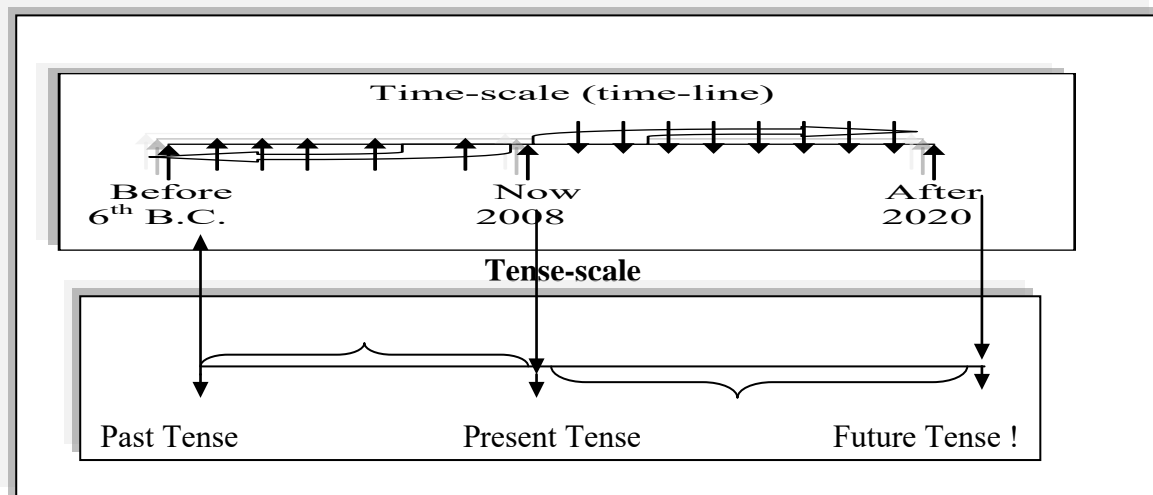 Time-scale (time-line)
Before Now After
6th B.C. 2008 2020
Tense-scale
Past Tense Present Tense Future Tense !